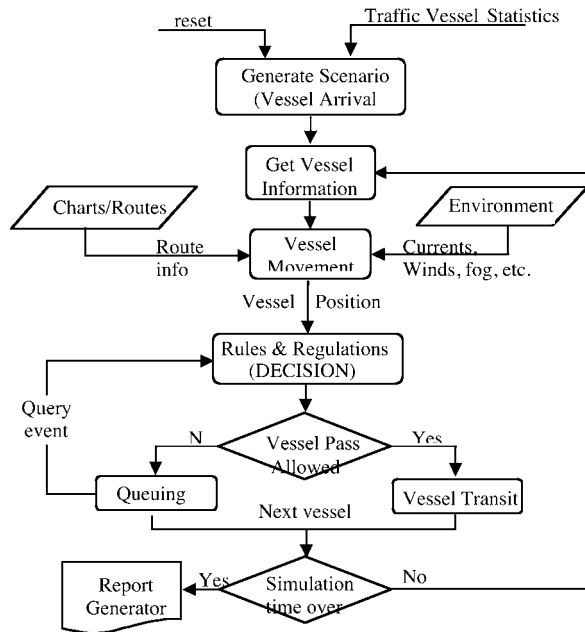 reset
Traffic Vessel Statistics
Generate Scenario
(Vessel Arrival
Get Vessel
Information
Charts/Routes
Environment
Route
info
Vessel
Movement
Currents,
Winds, fog, etc.
Vessel Position
Rules & Regulations
(DECISION)
Query
event
N
Vessel Pass
Allowed
Yes
Queuing
Vessel Transit
Next vessel
Report
Generator
Yes
Simulation
time over
No